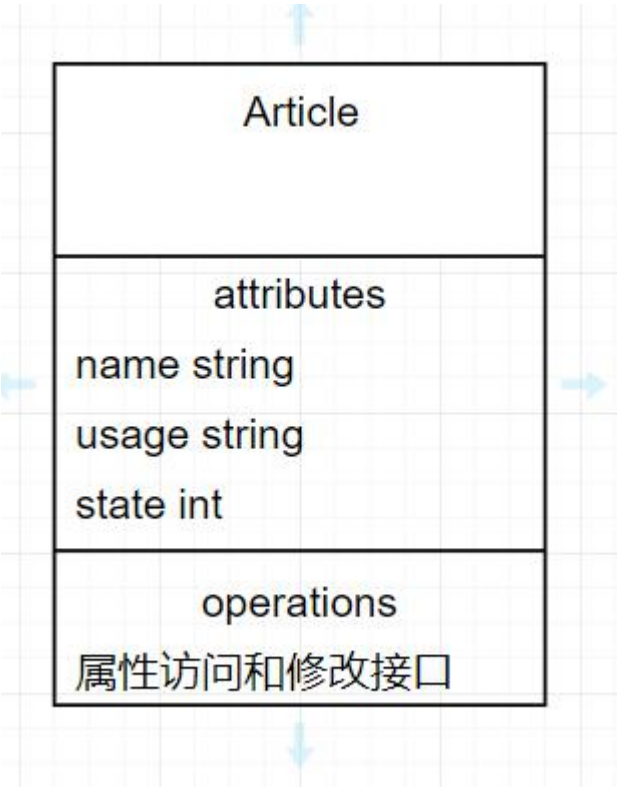 Article
attributes
name string
usage string
state int
operations
属性访问和修改接口